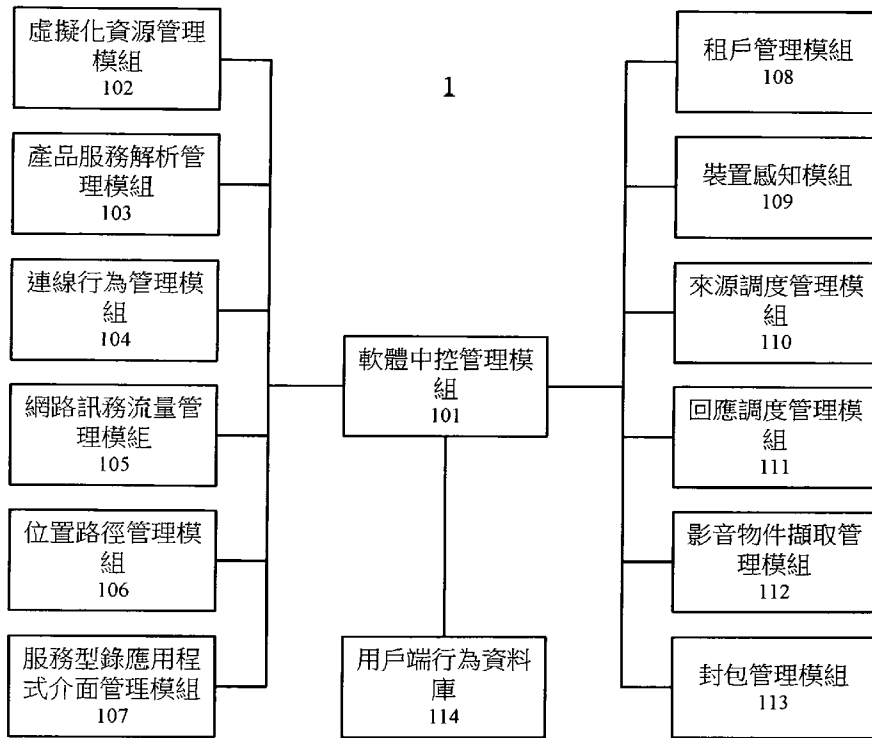 虛擬化資源管理
模組
102
產品服務解析管
理模組
103
連線行為管理模
組
104
網路訊務流量管
理模組
105
位置路徑管理模
組
106
服務型錄應用程
式介面管理模組
107
1
軟體中控管理模
組
101
用戶端行為資料
庫
114
租戶管理模組
108
裝置感知模組
109
來源調度管理模
組
110
回應調度管理模
組
111
影音物件擷取管
理模組
112
封包管理模組
113